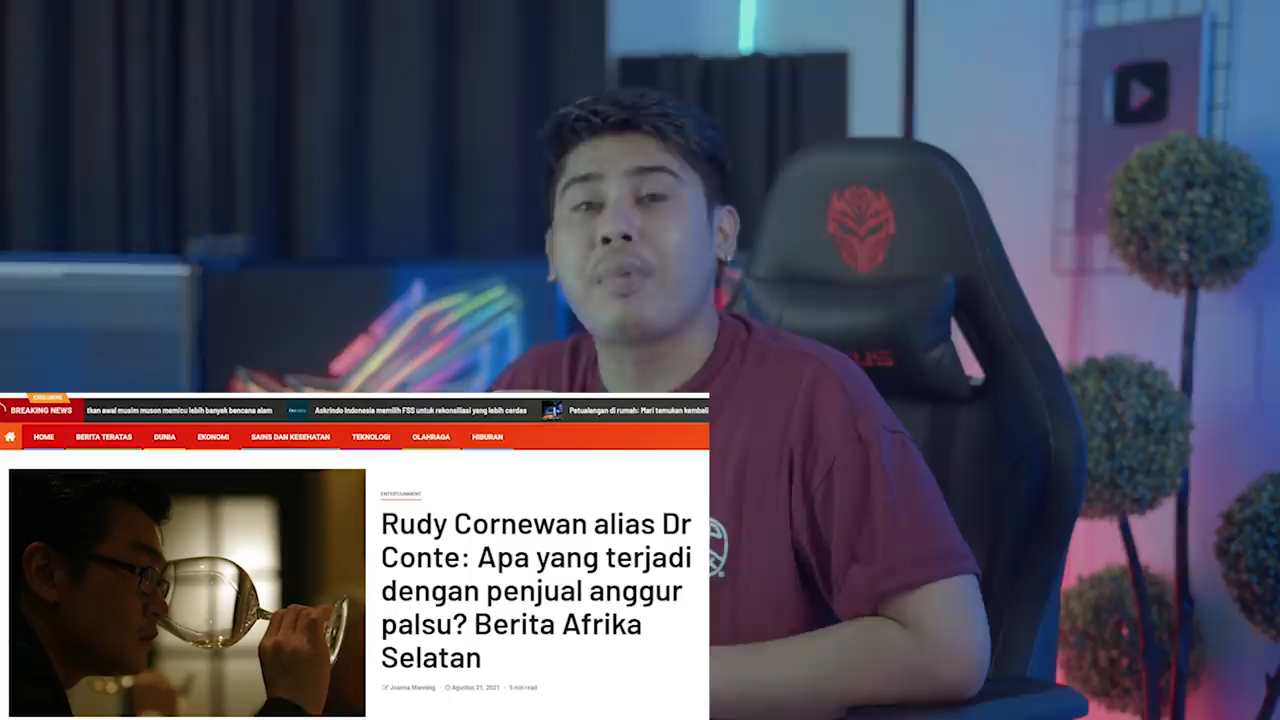 EXCLUSIVE
BREAKING NEWS
tkan awal musim muson memicu lebih banyak bencana alam
Askrindo Indonesia memilih FSS untuk rekonsiliasi yang lebih cerdas
Petualangan di rumah: Mari temukan kembali
HOME BERITA TERATAS DUNIA EKONOMI SAINS DAN KESEHATAN TEKNOLOGI OLAHRAGA HIBURAN
ENTERTAINMENT
Rudy Cornewan alias Dr
Conte: Apa yang terjadi
dengan penjual anggur
palsu? Berita Afrika
Selatan
Joanna Manning Agustus 21, 2021 - 5 min read